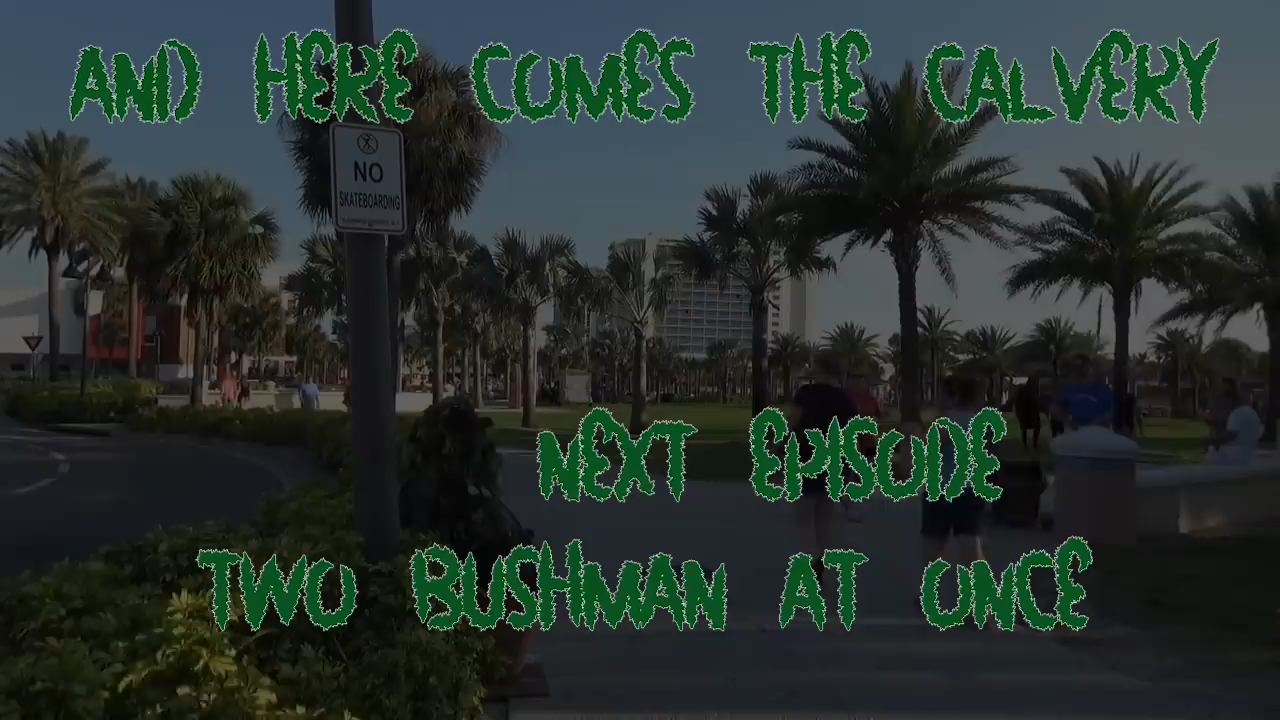 AND HERE COMES THE CALVERY
NO
SKATEBOARDING
NEXT EPISODE
TWO BUSHMAN AT ONCE